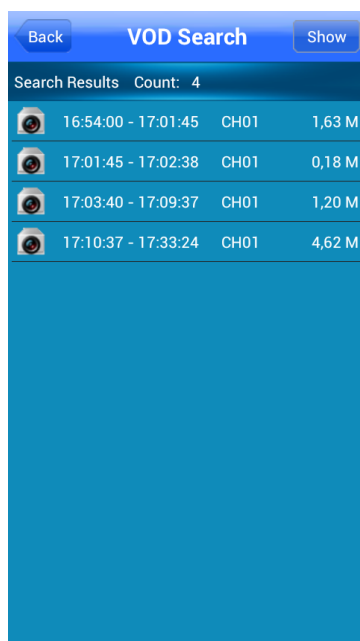 Back VOD Search Show
Search Results Count: 4
16:54:00 - 17:01:45 CH01 1,63 M
17:01:45 - 17:02:38 CH01 0,18 M
17:03:40 - 17:09:37 CH01 1,20 M
17:10:37 - 17:33:24 CH01 4,62 M